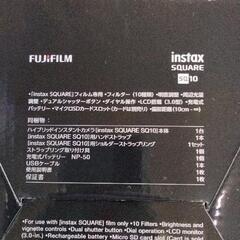 FUJIFILM
instax
SQUARE
SQ10
・「instax SQUARE」フィルム専用・フィルター（10種類）・明度調整・周辺光量
調整・デュアルシャッターボタン・ダイヤル操作・LCD搭載（3.0型）・充電式バ
ッテリー・マイクロSDカードスロット（カードは別売り）・撮影距離（10cm～∞）
同梱物：
ハイブリッドインスタントカメラ「instax SQUARE SQ10」本体 1台
「instax SQUARE SQ10」用ハンドストラップ 1本
「instax SQUARE SQ10」用ショルダーストラップリング 1セット
ストラップリング取り付け具 1個
充電式バッテリー NP-50 1個
USBケーブル 1本
使用説明書 1枚
保証書 1枚
• For use with [instax SQUARE] film only • 10 Filters • Brightness and
vignette controls • Dual shutter button • Dial operation • LCD monitor
(3.0-in.) • Rechargeable battery • Micro SD card slot (Card is sold